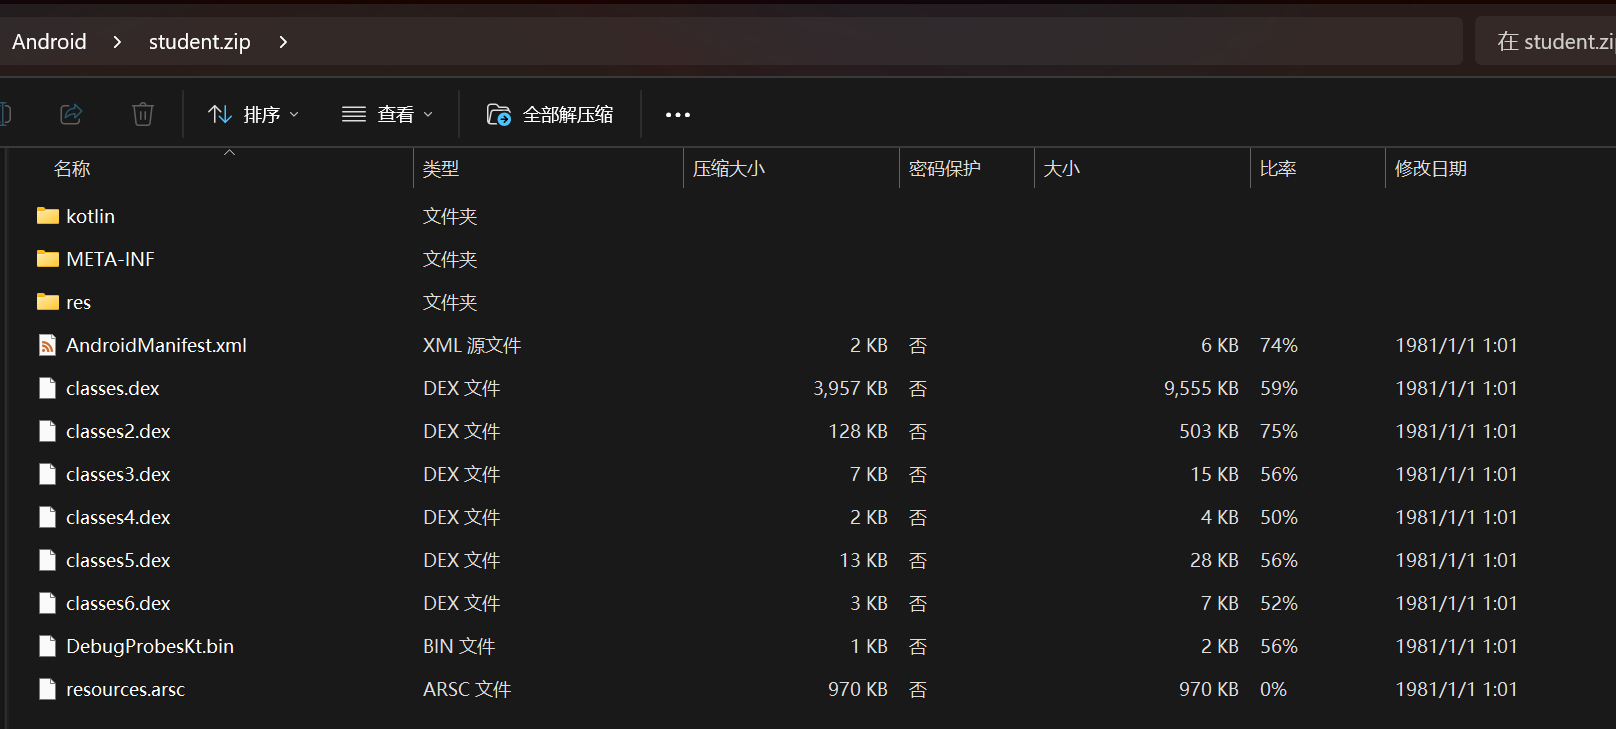 Android > student.zip > 在 student.zip
排序 查看 全部解压缩 ...
名称 类型 压缩大小 密码保护 大小 比率 修改日期
kotlin 文件夹
META-INF 文件夹
res 文件夹
AndroidManifest.xml XML 源文件 2 KB 否 6 KB 74% 1981/1/1 1:01
classes.dex DEX 文件 3,957 KB 否 9,555 KB 59% 1981/1/1 1:01
classes2.dex DEX 文件 128 KB 否 503 KB 75% 1981/1/1 1:01
classes3.dex DEX 文件 7 KB 否 15 KB 56% 1981/1/1 1:01
classes4.dex DEX 文件 2 KB 否 4 KB 50% 1981/1/1 1:01
classes5.dex DEX 文件 13 KB 否 28 KB 56% 1981/1/1 1:01
classes6.dex DEX 文件 3 KB 否 7 KB 52% 1981/1/1 1:01
DebugProbesKt.bin BIN 文件 1 KB 否 2 KB 56% 1981/1/1 1:01
resources.arsc ARSC 文件 970 KB 否 970 KB 0% 1981/1/1 1:01